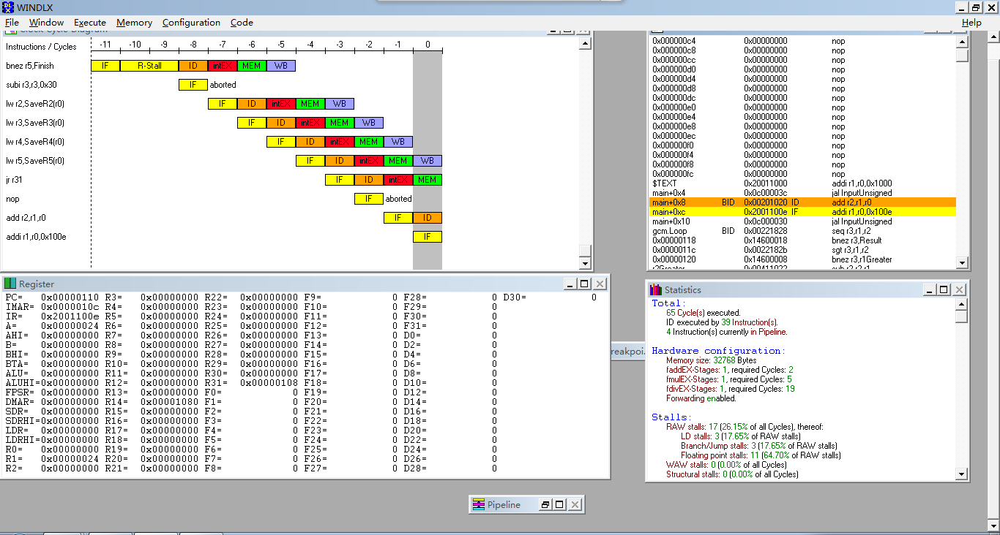 WINDLX
File Window Execute Memory Configuration Code Help
Clock Cycle Diagram
Instructions / Cycles -11 -10 -9 -8 -7 -6 -5 -4 -3 -2 -1 0
bnez r5,Finish IF R-Stall ID intEX MEM WB
subi r3,r3,0x30 IF aborted
lw r2,SaveR2(r0) IF ID intEX MEM WB
lw r3,SaveR3(r0) IF ID intEX MEM WB
lw r4,SaveR4(r0) IF ID intEX MEM WB
lw r5,SaveR5(r0) IF ID intEX MEM WB
jr r31 IF ID intEX MEM
nop IF aborted
add r2,r1,r0 IF ID
addi r1,r0,0x100e IF
0x000000c4 0x00000000 nop
0x000000c8 0x00000000 nop
0x000000cc 0x00000000 nop
0x000000d0 0x00000000 nop
0x000000d4 0x00000000 nop
0x000000d8 0x00000000 nop
0x000000dc 0x00000000 nop
0x000000e0 0x00000000 nop
0x000000e4 0x00000000 nop
0x000000e8 0x00000000 nop
0x000000ec 0x00000000 nop
0x000000f0 0x00000000 nop
0x000000f4 0x00000000 nop
0x000000f8 0x00000000 nop
0x000000fc 0x00000000 nop
$TEXT 0x20011000 addi r1,r0,0x1000
main+0x4 0x0c00003c jal InputUnsigned
main+0x8 BID 0x00201020 ID add r2,r1,r0
main+0xc 0x2001100e IF addi r1,r0,0x100e
main+0x10 0x0c000030 jal InputUnsigned
gcm.Loop BID 0x00221828 seq r3,r1,r2
0x00000118 0x14600018 bnez r3,Result
0x0000011c 0x0022182b sgt r3,r1,r2
0x00000120 0x14600008 bnez r3,r1Greater
r2Greater 0x00411022 sub r2,r2,r1
Register
PC= 0x00000110 R3= 0x00000000 R22= 0x00000000 F9= 0 F28= 0 D30= 0
IMAR= 0x0000010c R4= 0x00000000 R23= 0x00000000 F10= 0 F29= 0
IR= 0x2001100e R5= 0x00000000 R24= 0x00000000 F11= 0 F30= 0
A= 0x00000024 R6= 0x00000000 R25= 0x00000000 F12= 0 F31= 0
AHI= 0x00000000 R7= 0x00000000 R26= 0x00000000 F13= 0 D0= 0
B= 0x00000000 R8= 0x00000000 R27= 0x00000000 F14= 0 D2= 0
BHI= 0x00000000 R9= 0x00000000 R28= 0x00000000 F15= 0 D4= 0
BTA= 0x00000000 R10= 0x00000000 R29= 0x00000000 F16= 0 D6= 0
ALU= 0x00000000 R11= 0x00000000 R30= 0x00000000 F17= 0 D8= 0
ALUHI= 0x00000000 R12= 0x00000000 R31= 0x00000108 F18= 0 D10= 0
FPSR= 0x00000000 R13= 0x00000000 F0= 0 F19= 0 D12= 0
DMAR= 0x00000000 R14= 0x00001080 F1= 0 F20= 0 D14= 0
SDR= 0x00000000 R15= 0x00000000 F2= 0 F21= 0 D16= 0
SDRHI= 0x00000000 R16= 0x00000000 F3= 0 F22= 0 D18= 0
LDR= 0x00000000 R17= 0x00000000 F4= 0 F23= 0 D20= 0
LDRHI= 0x00000000 R18= 0x00000000 F5= 0 F24= 0 D22= 0
R0= 0x00000000 R19= 0x00000000 F6= 0 F25= 0 D24= 0
R1= 0x00000024 R20= 0x00000000 F7= 0 F26= 0 D26= 0
R2= 0x00000000 R21= 0x00000000 F8= 0 F27= 0 D28= 0
reakpoi.
Statistics
Total:
65 Cycle(s) executed.
ID executed by 39 Instruction(s).
4 Instruction(s) currently in Pipeline.
Hardware configuration:
Memory size: 32768 Bytes
faddEX-Stages: 1, required Cycles: 2
fmulEX-Stages: 1, required Cycles: 5
fdivEX-Stages: 1, required Cycles: 19
Forwarding enabled.
Stalls:
RAW stalls: 17 (26.15% of all Cycles), thereof:
LD stalls: 3 (17.65% of RAW stalls)
Branch/Jump stalls: 3 (17.65% of RAW stalls)
Floating point stalls: 11 (64.70% of RAW stalls)
WAW stalls: 0 (0.00% of all Cycles)
Structural stalls: 0 (0.00% of all Cycles)
Pipeline